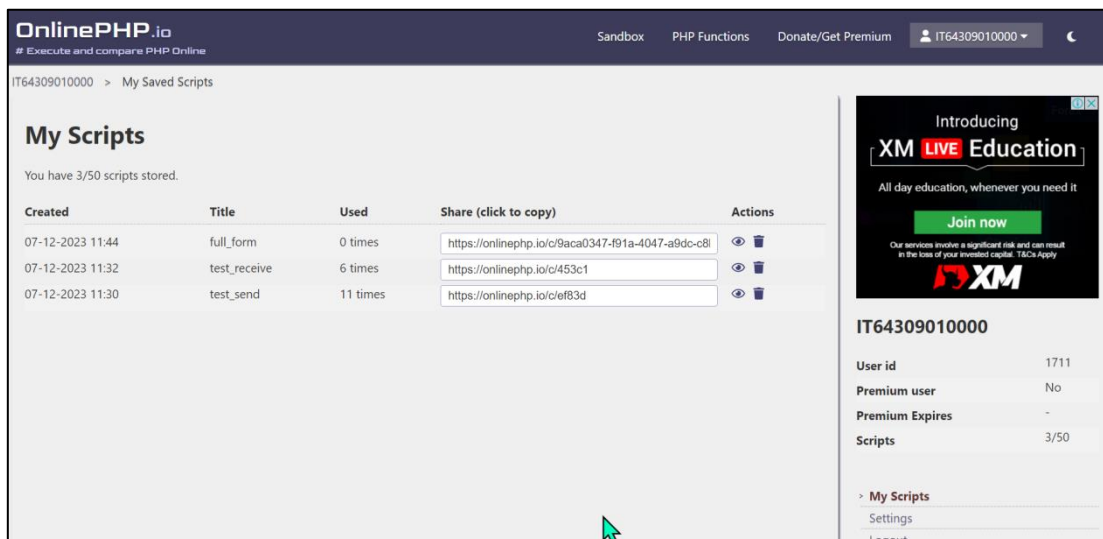 OnlinePHP.io
# Execute and compare PHP Online
Sandbox PHP Functions Donate/Get Premium IT64309010000
IT64309010000 > My Saved Scripts
My Scripts
You have 3/50 scripts stored.
Created Title Used Share (click to copy) Actions
07-12-2023 11:44 full_form 0 times https://onlinephp.io/c/9aca0347-f91a-4047-a9dc-c8
07-12-2023 11:32 test_receive 6 times https://onlinephp.io/c/453c1
07-12-2023 11:30 test_send 11 times https://onlinephp.io/c/ef83d
Introducing
XM LIVE Education
All day education, whenever you need it
Join now
Our services involve a significant risk and can result
in the loss of your invested capital. T&Cs Apply
XM
IT64309010000
User id 1711
Premium user No
Premium Expires -
Scripts 3/50
> My Scripts
Settings